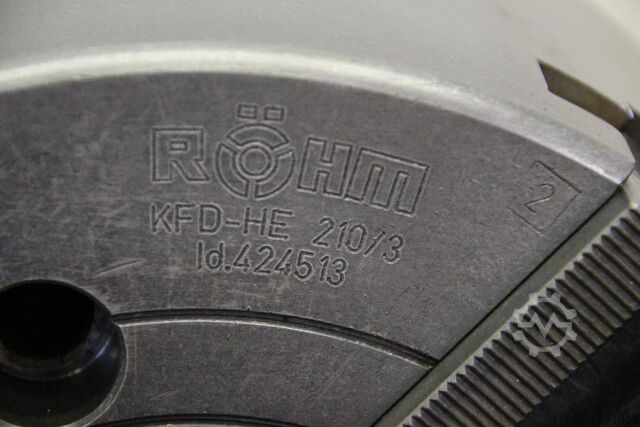 RÖHM
KFD-HE 210/3
Id.424513
2